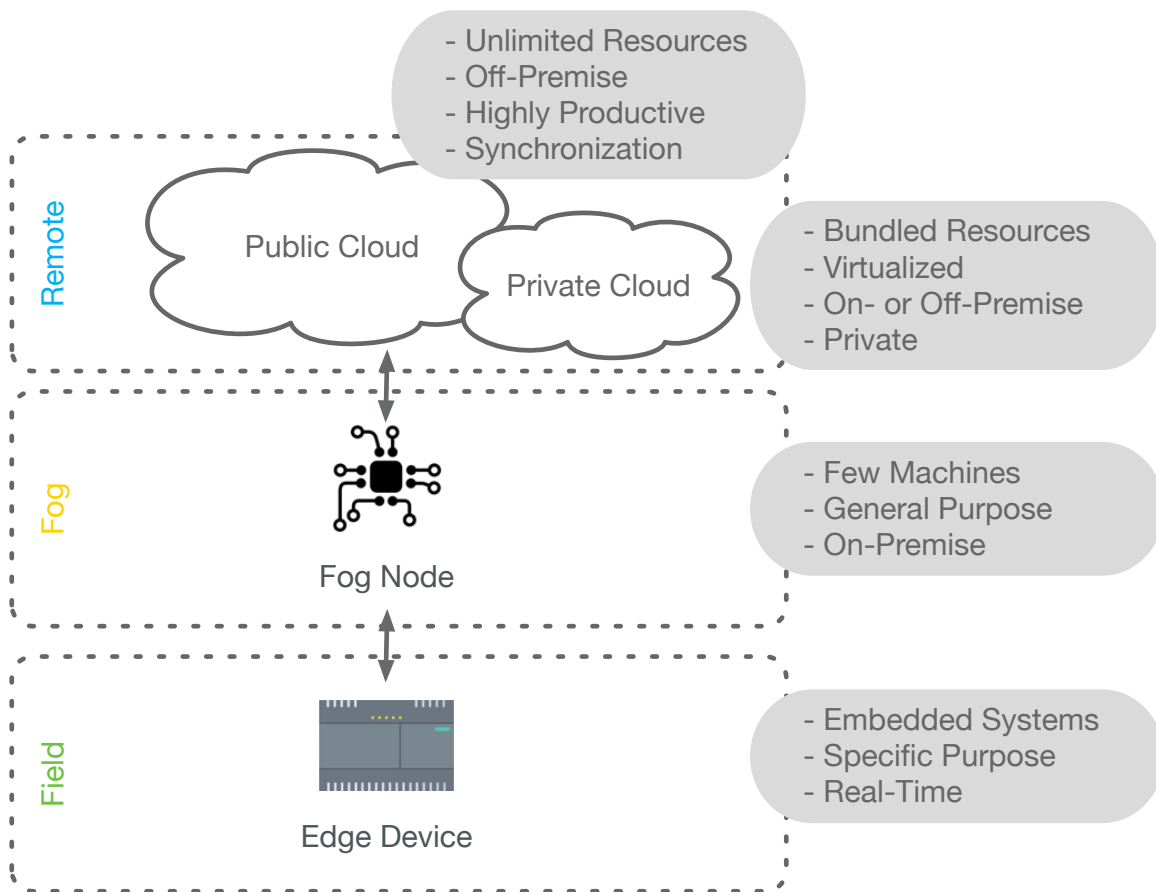 - Unlimited Resources
- Off-Premise
- Highly Productive
- Synchronization
Remote
Public Cloud
Private Cloud
- Bundled Resources
- Virtualized
- On- or Off-Premise
- Private
Fog
Fog Node
- Few Machines
- General Purpose
- On-Premise
Field
Edge Device
- Embedded Systems
- Specific Purpose
- Real-Time